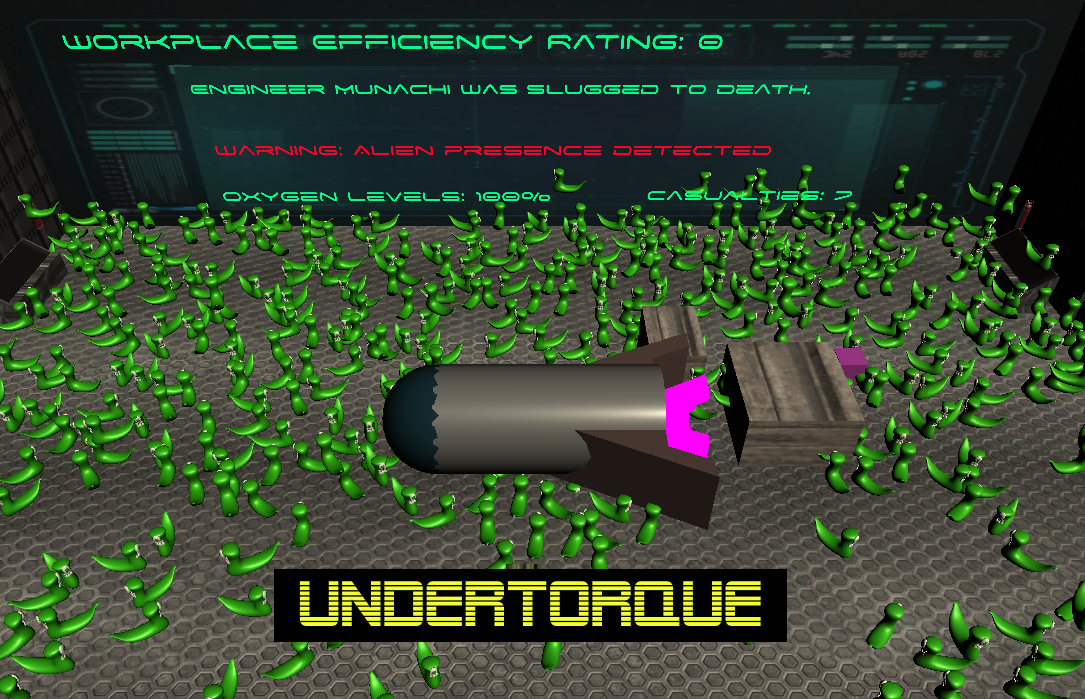 WORKPLACE EFFICIENCY RATING: 0
ENGINEER MUNACHI WAS SLUGGED TO DEATH.
WARNING: ALIEN PRESENCE DETECTED
OXYGEN LEVELS: 100% CASUALTIES: 7
UNDERTORQUE